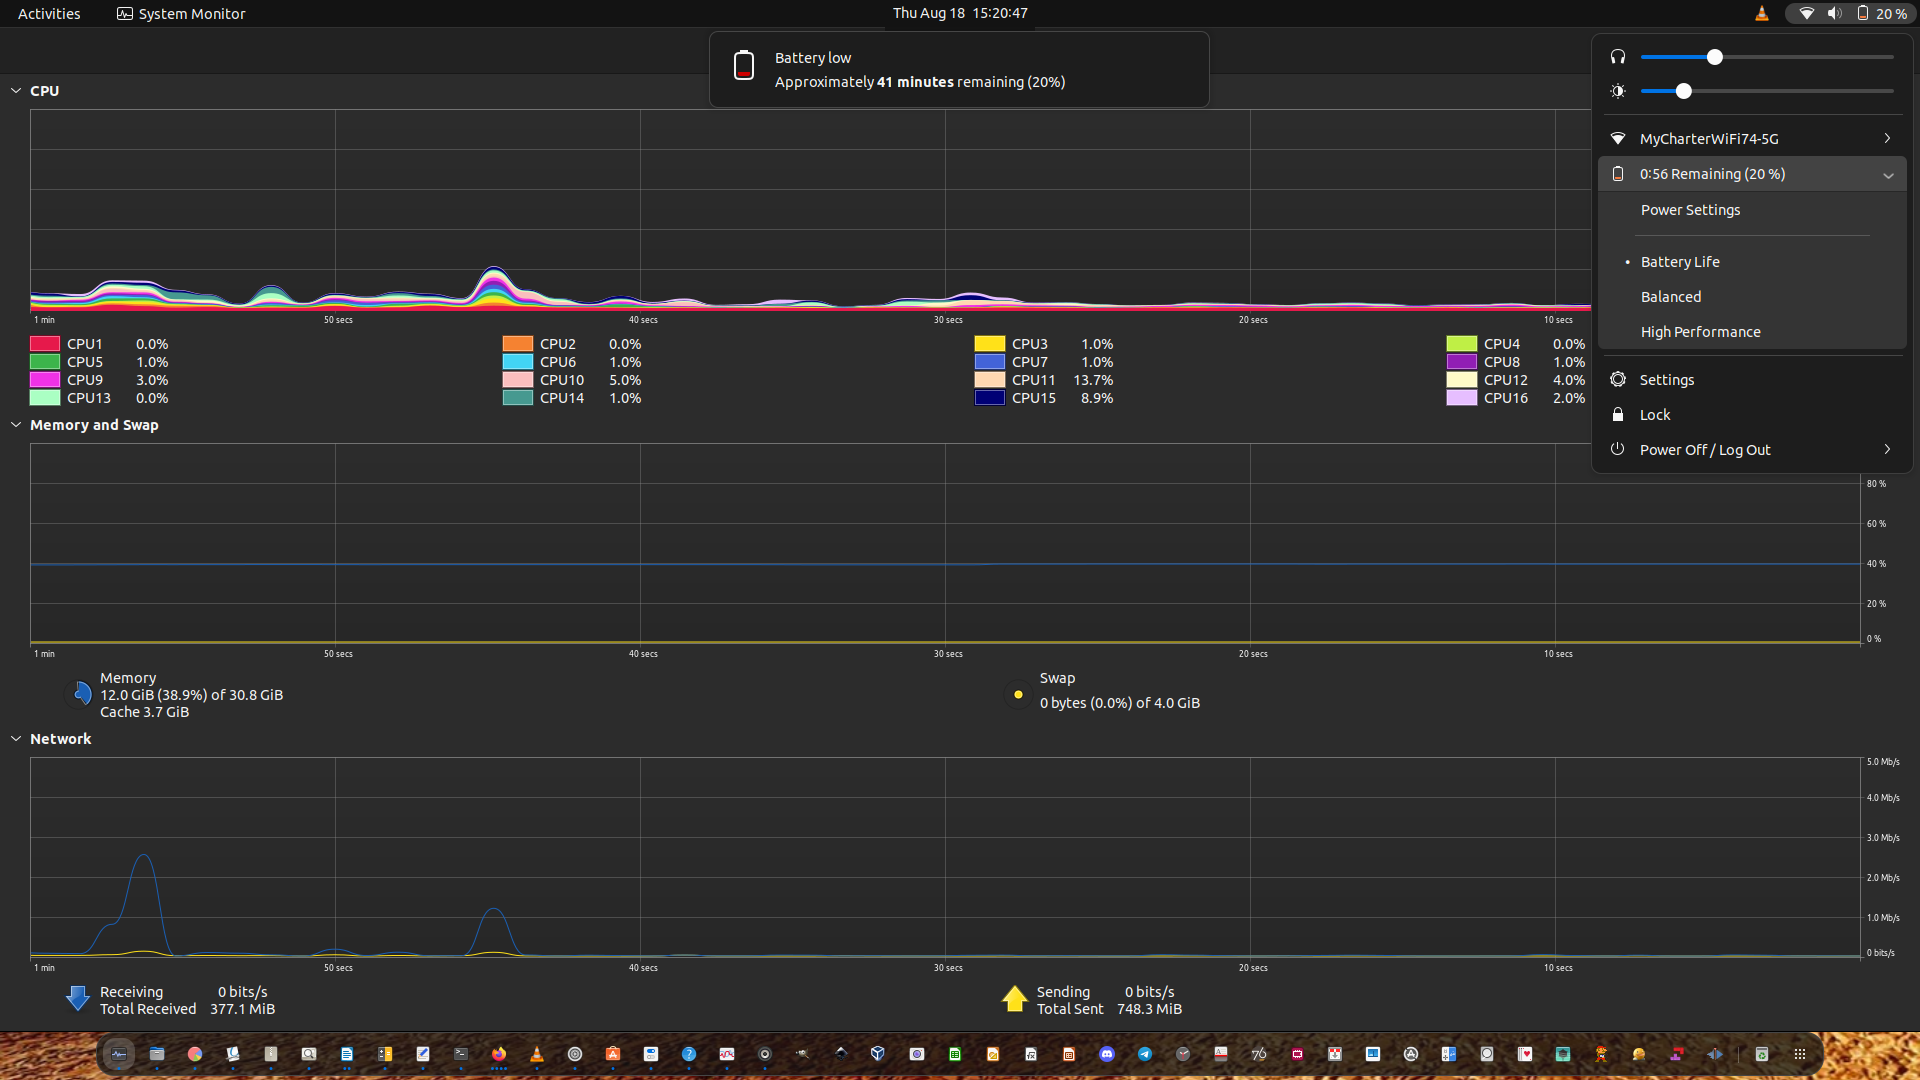 Activities
System Monitor
Thu Aug 18 15:20:47
20 %
Battery low
Approximately 41 minutes remaining (20%)
MyCharterWiFi74-5G
0:56 Remaining (20 %)
Power Settings
Battery Life
Balanced
High Performance
Settings
Lock
Power Off / Log Out
CPU
1 min 50 secs 40 secs 30 secs 20 secs 10 secs
CPU1 0.0% CPU2 0.0% CPU3 1.0% CPU4 0.0%
CPU5 1.0% CPU6 1.0% CPU7 1.0% CPU8 1.0%
CPU9 3.0% CPU10 5.0% CPU11 13.7% CPU12 4.0%
CPU13 0.0% CPU14 1.0% CPU15 8.9% CPU16 2.0%
Memory and Swap
80 %
60 %
40 %
20 %
0 %
1 min 50 secs 40 secs 30 secs 20 secs 10 secs
Memory
12.0 GiB (38.9%) of 30.8 GiB
Cache 3.7 GiB
Swap
0 bytes (0.0%) of 4.0 GiB
Network
5.0 Mb/s
4.0 Mb/s
3.0 Mb/s
2.0 Mb/s
1.0 Mb/s
0 bits/s
1 min 50 secs 40 secs 30 secs 20 secs 10 secs
Receiving 0 bits/s
Total Received 377.1 MiB
Sending 0 bits/s
Total Sent 748.3 MiB
76